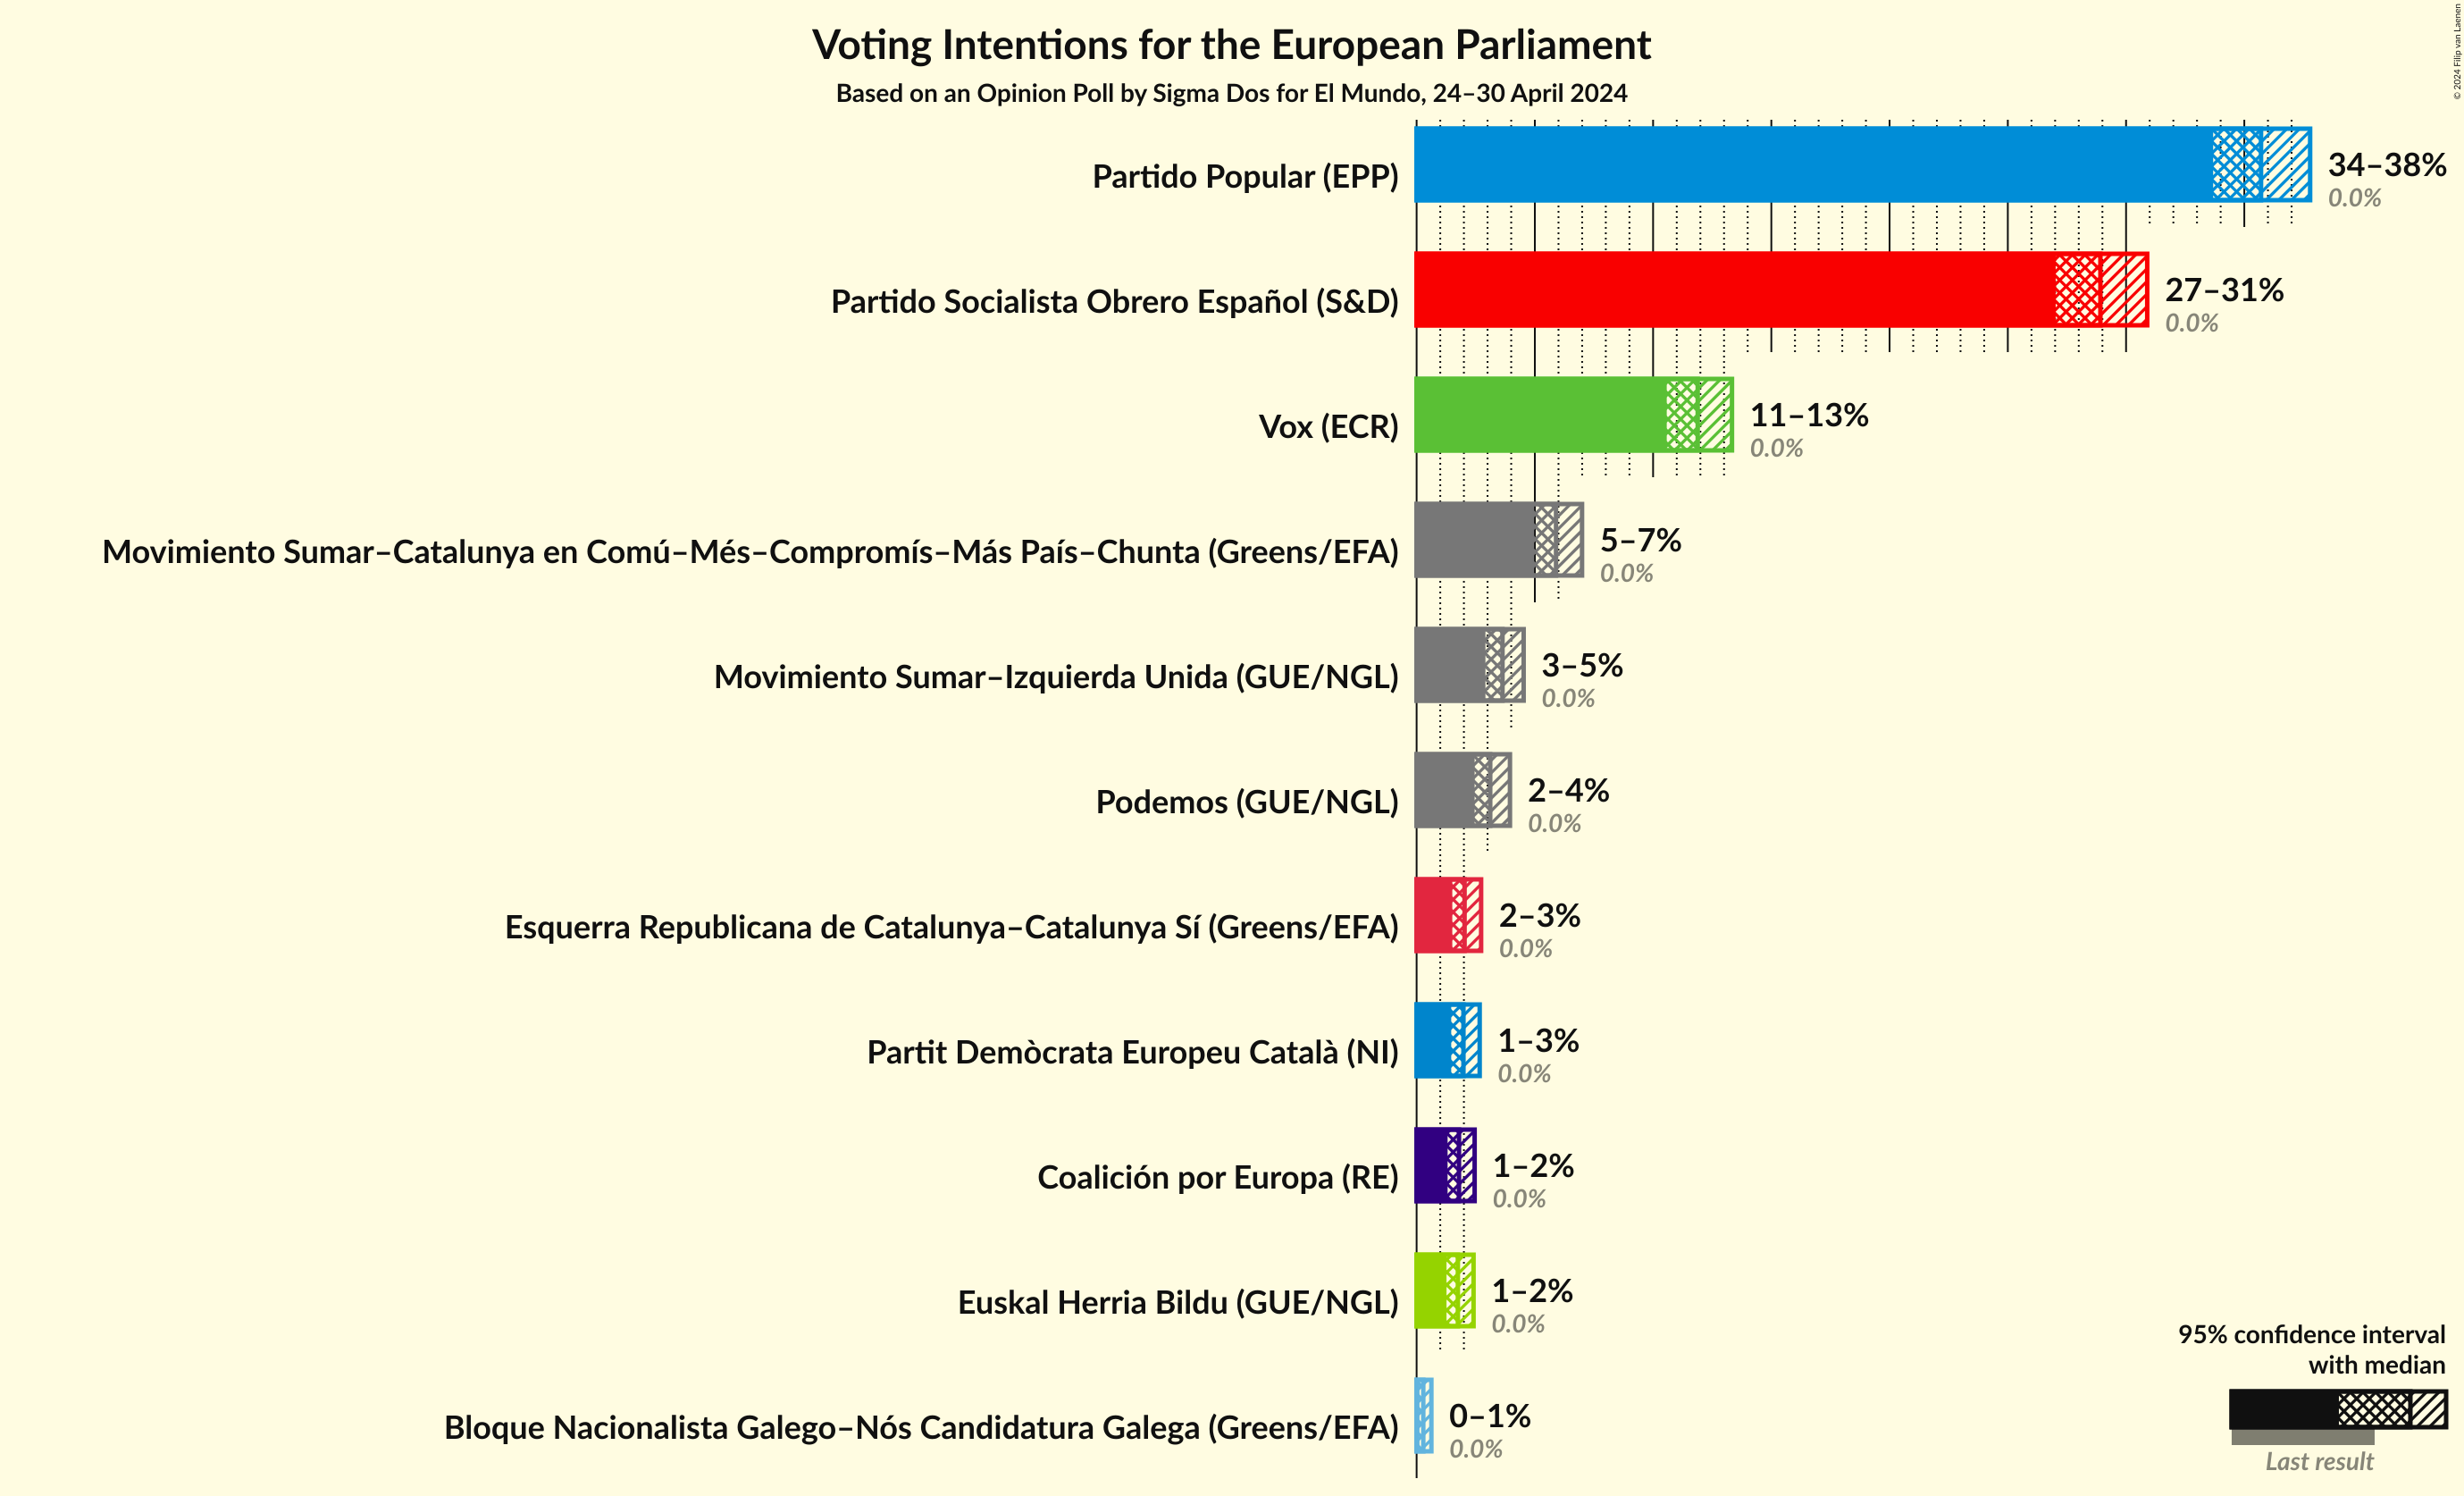 Voting Intentions for the European Parliament
Based on an Opinion Poll by Sigma Dos for El Mundo, 24–30 April 2024
© 2024 Filip van Laenen
Partido Popular (EPP)
34–38%
0.0%
Partido Socialista Obrero Español (S&D)
27–31%
0.0%
Vox (ECR)
11–13%
0.0%
Movimiento Sumar–Catalunya en Comú–Més–Compromís–Más País–Chunta (Greens/EFA)
5–7%
0.0%
Movimiento Sumar–Izquierda Unida (GUE/NGL)
3–5%
0.0%
Podemos (GUE/NGL)
2–4%
0.0%
Esquerra Republicana de Catalunya–Catalunya Sí (Greens/EFA)
2–3%
0.0%
Partit Demòcrata Europeu Català (NI)
1–3%
0.0%
Coalición por Europa (RE)
1–2%
0.0%
Euskal Herria Bildu (GUE/NGL)
1–2%
0.0%
Bloque Nacionalista Galego–Nós Candidatura Galega (Greens/EFA)
0–1%
0.0%
95% confidence interval
with median
Last result